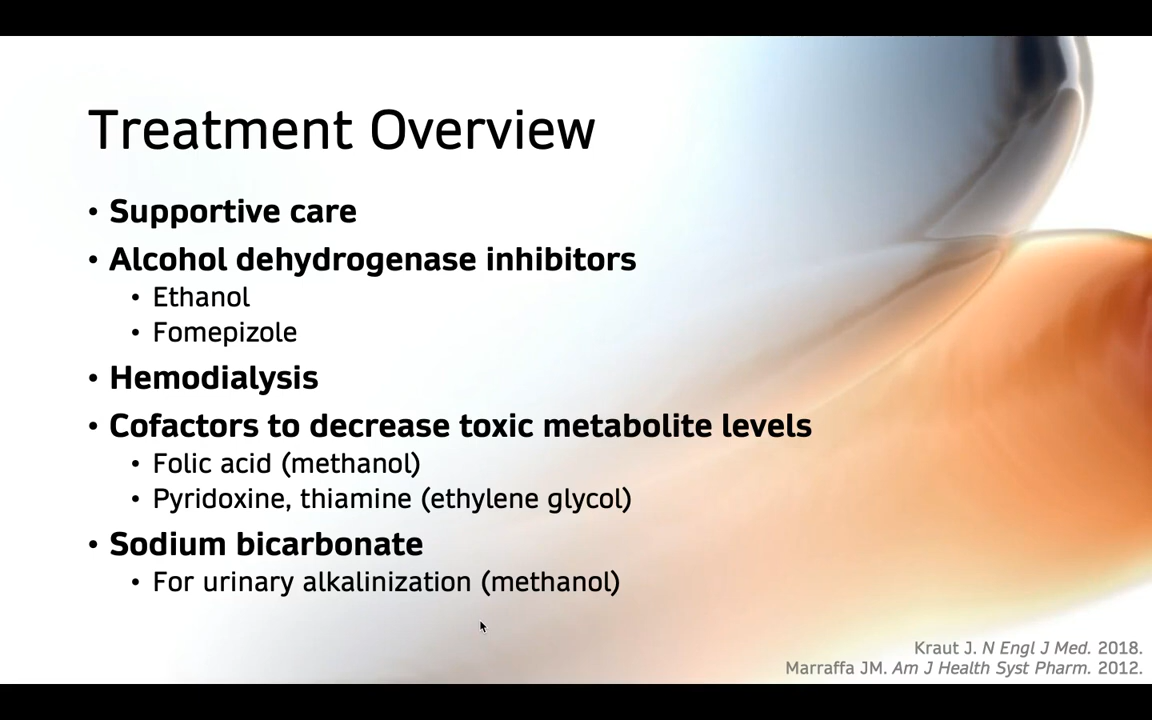 Treatment Overview
• Supportive care
• Alcohol dehydrogenase inhibitors
• Ethanol
• Fomepizole
• Hemodialysis
• Cofactors to decrease toxic metabolite levels
• Folic acid (methanol)
• Pyridoxine, thiamine (ethylene glycol)
• Sodium bicarbonate
• For urinary alkalinization (methanol)
Kraut J. N Engl J Med. 2018.
Marraffa JM. Am J Health Syst Pharm. 2012.